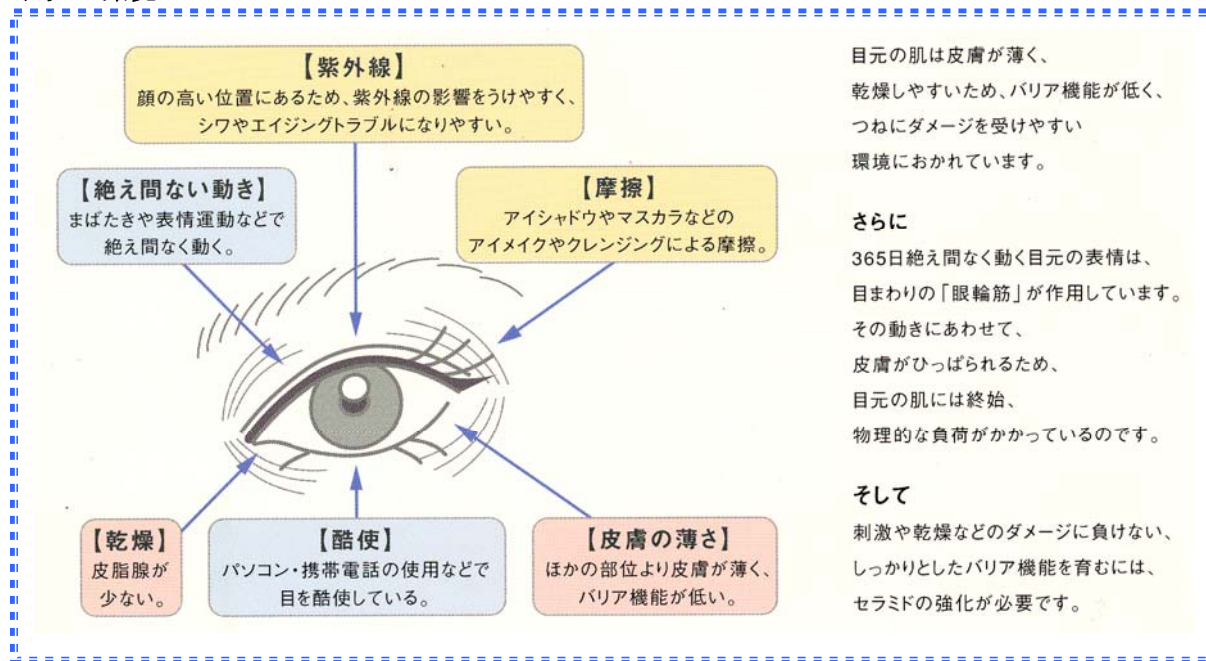 【紫外線】
顔の高い位置にあるため、紫外線の影響をうけやすく、
シワやエイジングトラブルになりやすい。
【絶え間ない動き】
まばたきや表情運動などで
絶え間なく動く。
【摩擦】
アイシャドウやマスカラなどの
アイメイクやクレンジングによる摩擦。
【乾燥】
皮脂腺が
少ない。
【酷使】
パソコン・携帯電話の使用などで
目を酷使している。
【皮膚の薄さ】
ほかの部位より皮膚が薄く、
バリア機能が低い。
目元の肌は皮膚が薄く、
乾燥しやすいため、バリア機能が低く、
つねにダメージを受けやすい
環境におかれています。
さらに
365日絶え間なく動く目元の表情は、
目まわりの「眼輪筋」が作用しています。
その動きにあわせて、
皮膚がひっぱられるため、
目元の肌には終始、
物理的な負荷がかかっているのです。
そして
刺激や乾燥などのダメージに負けない、
しっかりとしたバリア機能を育むには、
セラミドの強化が必要です。